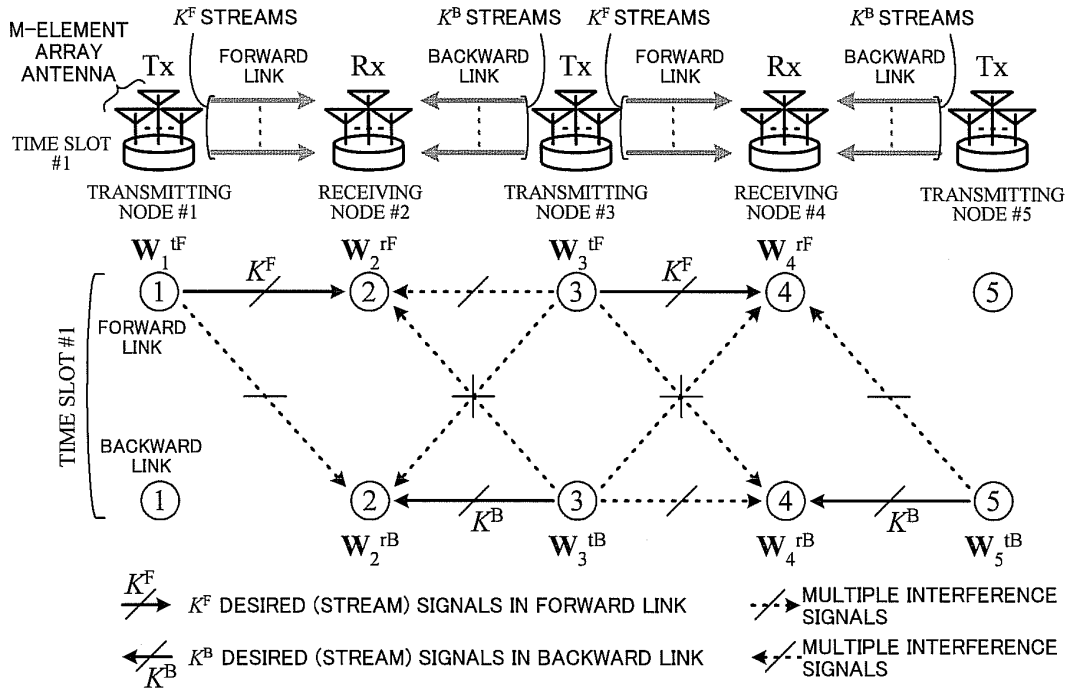 K^F STREAMS
K^B STREAMS
K^F STREAMS
K^B STREAMS
M-ELEMENT
ARRAY
ANTENNA
Tx
FORWARD
LINK
Rx
BACKWARD
LINK
Tx
FORWARD
LINK
Rx
BACKWARD
LINK
Tx
TIME SLOT
#1
TRANSMITTING
NODE #1
RECEIVING
NODE #2
TRANSMITTING
NODE #3
RECEIVING
NODE #4
TRANSMITTING
NODE #5
W_1^{tF}
W_2^{rF}
W_3^{tF}
W_4^{rF}
K^F
K^F
1
2
3
4
5
FORWARD
LINK
TIME SLOT #1
BACKWARD
LINK
1
2
3
4
5
K^B
K^B
W_2^{rB}
W_3^{tB}
W_4^{rB}
W_5^{tB}
K^F
K^F DESIRED (STREAM) SIGNALS IN FORWARD LINK
MULTIPLE INTERFERENCE
SIGNALS
K^B DESIRED (STREAM) SIGNALS IN BACKWARD LINK
K^B
MULTIPLE INTERFERENCE
SIGNALS